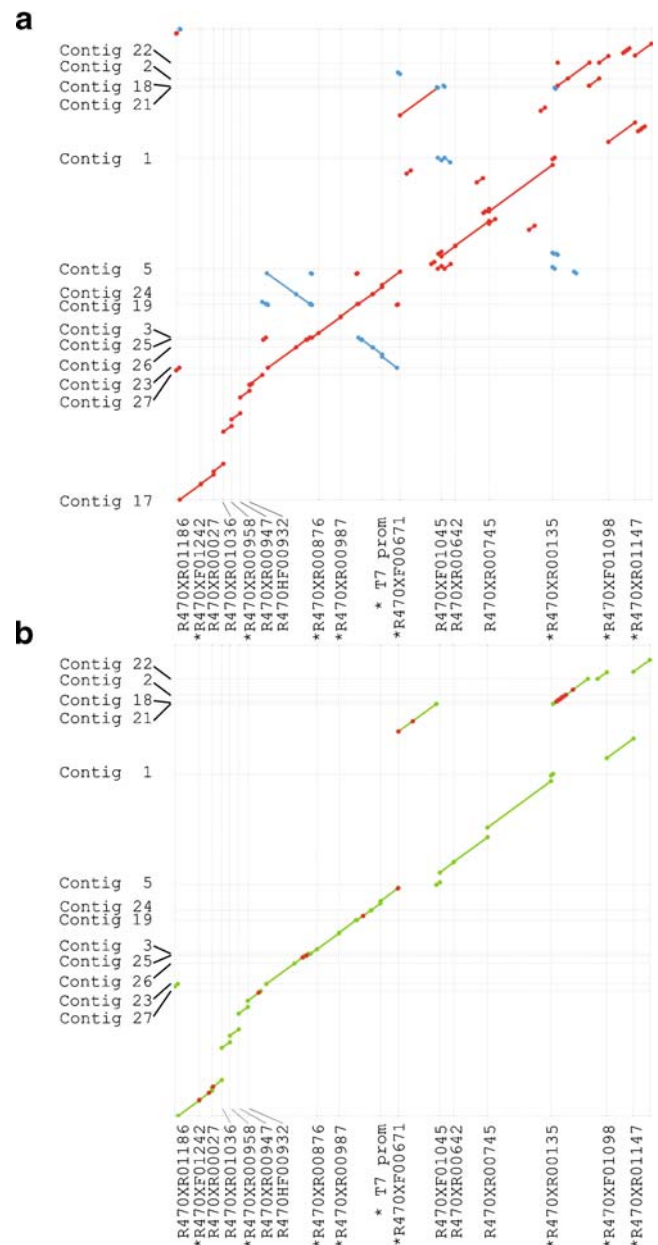 a
Contig 22
Contig 2
Contig 18
Contig 21
Contig 1
Contig 5
Contig 24
Contig 19
Contig 3
Contig 25
Contig 26
Contig 23
Contig 27
Contig 17
R470XR01186
*R470XF01242
R470XR00027
R470XR01036
*R470XR00958
R470XR00947
R470HF00932
*R470XR00876
*R470XR00987
* T7 prom
*R470XF00671
R470XF01045
R470XR00642
R470XR00745
*R470XR00135
*R470XF01098
*R470XR01147
b
Contig 22
Contig 2
Contig 18
Contig 21
Contig 1
Contig 5
Contig 24
Contig 19
Contig 3
Contig 25
Contig 26
Contig 23
Contig 27
R470XR01186
*R470XF01242
R470XR00027
R470XR01036
*R470XR00958
R470XR00947
R470HF00932
*R470XR00876
*R470XR00987
* T7 prom
*R470XF00671
R470XF01045
R470XR00642
R470XR00745
*R470XR00135
*R470XF01098
*R470XR01147